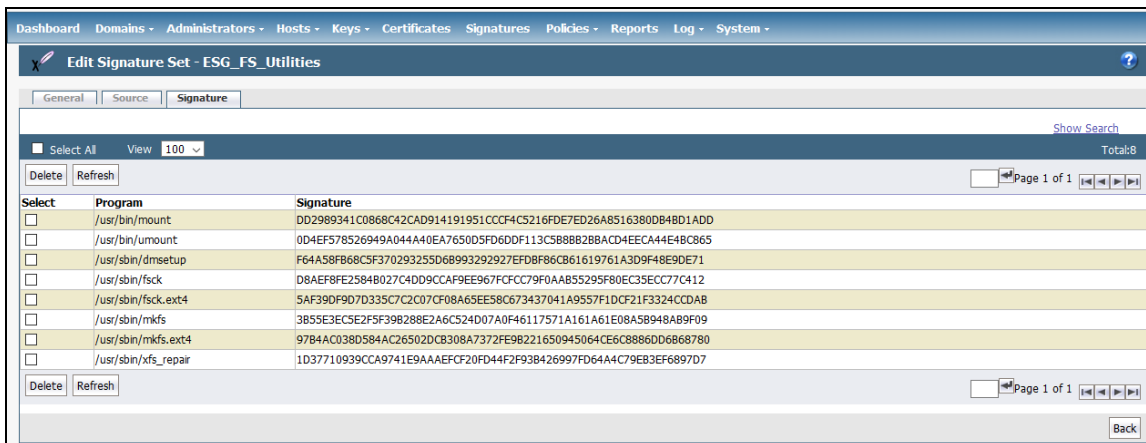 Dashboard Domains Administrators Hosts Keys Certificates Signatures Policies Reports Log System
Edit Signature Set - ESG_FS_Utilities ?
General Source Signature
Show Search
Select All View 100 Total:8
Delete Refresh Page 1 of 1
Select Program Signature
/usr/bin/mount DD2989341C0868C42CAD914191951CCCF4C5216FDE7ED26A8516380DB4BD1ADD
/usr/bin/umount 0D4EF578526949A044A40EA7650D5FD6DDF113C5B8BB2BBACD4EECA44E4BC865
/usr/sbin/dmsetup F64A58FB68C5F370293255D6B993292927EFDBF86CB61619761A3D9F48E9DE71
/usr/sbin/fsck D8AEF8FE2584B027C4DD9CCAF9EE967FCFCC79F0AAB55295F80EC35ECC77C412
/usr/sbin/fsck.ext4 5AF39DF9D7D335C7C2C07CF08A65EE58C673437041A9557F1DCF21F3324CCDAB
/usr/sbin/mkfs 3B55E3EC5E2F5F39B288E2A6C524D07A0F46117571A161A61E08A5B948AB9F09
/usr/sbin/mkfs.ext4 97B4AC038D584AC26502DCB308A7372FE9B221650945064CE6C8886DD6B68780
/usr/sbin/xfs_repair 1D37710939CCA9741E9AAAEFCF20FD44F2F93B426997FD64A4C79EB3EF6897D7
Delete Refresh Page 1 of 1
Back